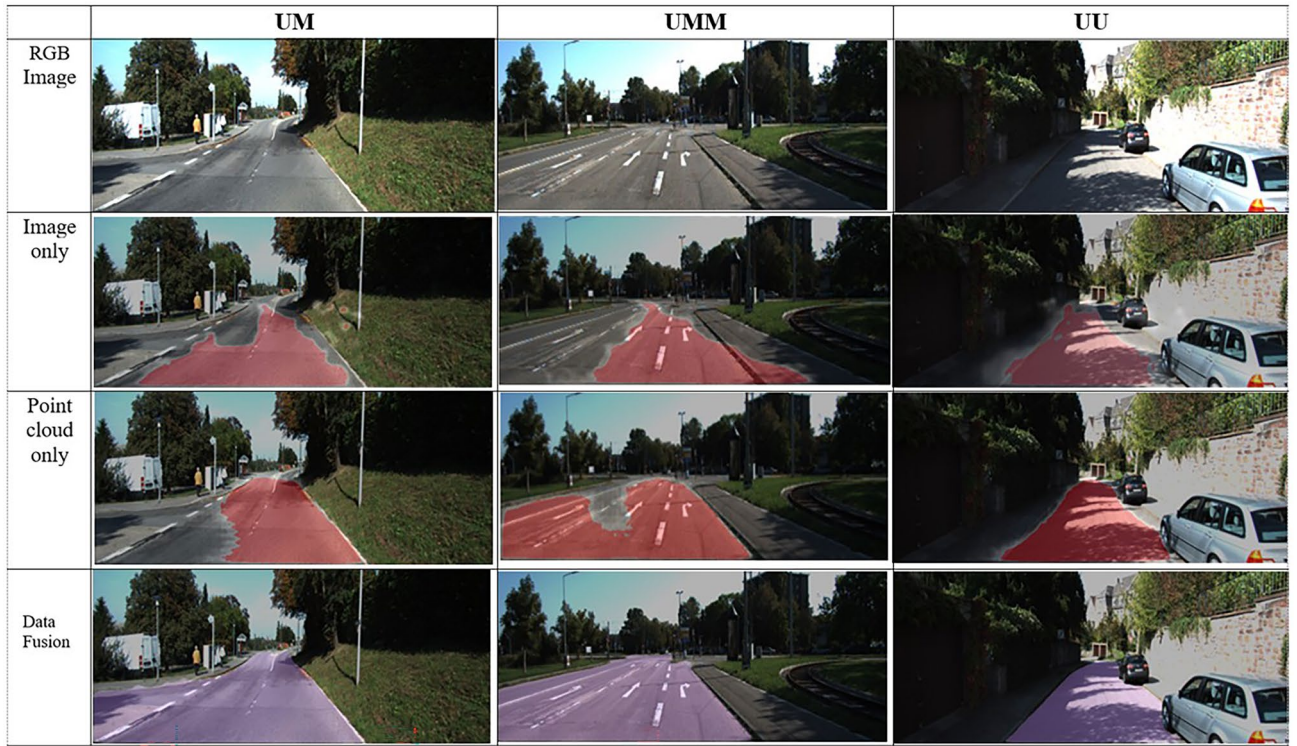 UM
UMM
UU
RGB
Image
Image
only
Point
cloud
only
Data
Fusion